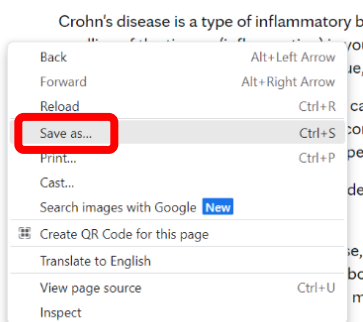 Crohn's disease is a type of inflammatory b
Back Alt+Left Arrow
Forward Alt+Right Arrow
Reload Ctrl+R
Save as... Ctrl+S
Print... Ctrl+P
Cast...
Search images with Google New
Create QR Code for this page
Translate to English
View page source Ctrl+U
Inspect